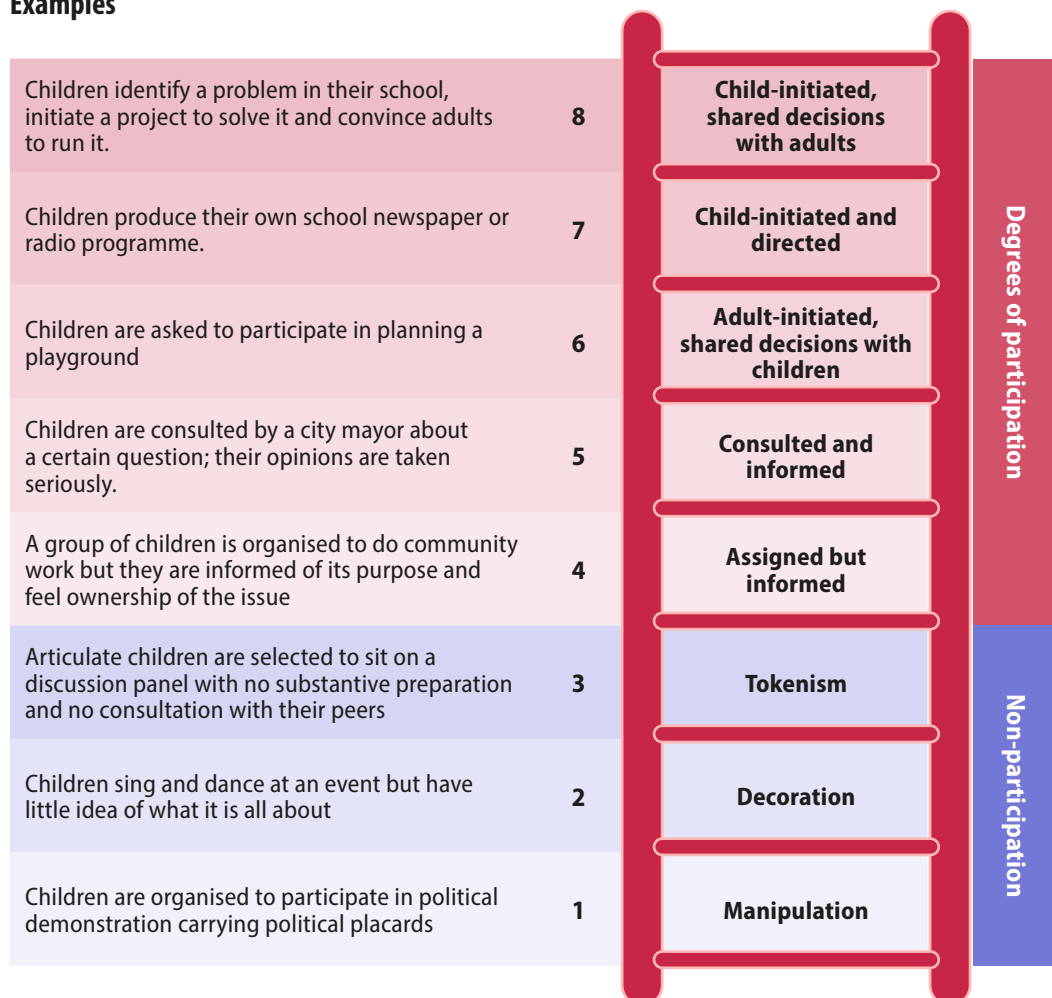 Examples
Children identify a problem in their school,
initiate a project to solve it and convince adults
to run it.
8
Child-initiated,
shared decisions
with adults
Children produce their own school newspaper or
radio programme.
7
Child-initiated and
directed
Children are asked to participate in planning a
playground
6
Adult-initiated,
shared decisions with
children
Children are consulted by a city mayor about
a certain question; their opinions are taken
seriously.
5
Consulted and
informed
A group of children is organised to do community
work but they are informed of its purpose and
feel ownership of the issue
4
Assigned but
informed
Degrees of participation
Articulate children are selected to sit on a
discussion panel with no substantive preparation
and no consultation with their peers
3
Tokenism
Children sing and dance at an event but have
little idea of what it is all about
2
Decoration
Children are organised to participate in political
demonstration carrying political placards
1
Manipulation
Non-participation